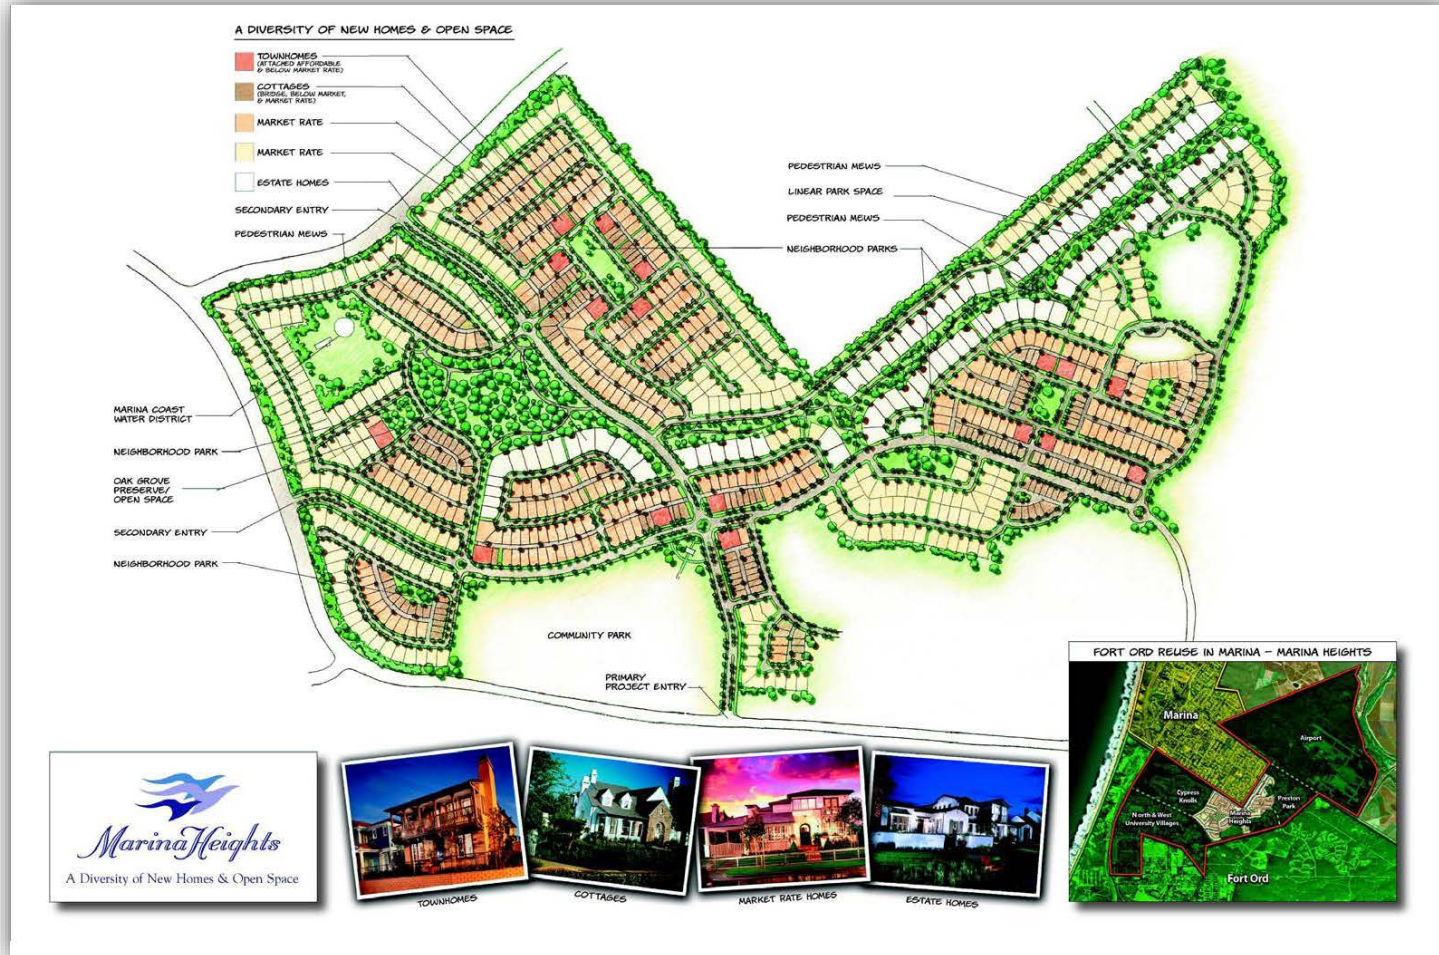 A DIVERSITY OF NEW HOMES & OPEN SPACE
TOWNHOMES
(ATTACHED AFFORDABLE
& BELOW MARKET RATE)
COTTAGES
(BRIDGE, BELOW MARKET,
& MARKET RATE)
MARKET RATE
MARKET RATE
ESTATE HOMES
SECONDARY ENTRY
PEDESTRIAN MEWS
PEDESTRIAN MEWS
LINEAR PARK SPACE
PEDESTRIAN MEWS
NEIGHBORHOOD PARKS
MARINA COAST
WATER DISTRICT
NEIGHBORHOOD PARK
OAK GROVE
PRESERVE/
OPEN SPACE
SECONDARY ENTRY
NEIGHBORHOOD PARK
COMMUNITY PARK
PRIMARY
PROJECT ENTRY
FORT ORD REUSE IN MARINA – MARINA HEIGHTS
Marina
Airport
Cypress
Knolls
Preston
Park
North & West
University Villages
Marina
Heights
Fort Ord
Marina Heights
A Diversity of New Homes & Open Space
TOWNHOMES
COTTAGES
MARKET RATE HOMES
ESTATE HOMES